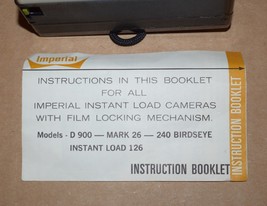 Imperial
INSTRUCTIONS IN THIS BOOKLET
FOR ALL
IMPERIAL INSTANT LOAD CAMERAS
WITH FILM LOCKING MECHANISM.
Models - D 900 — MARK 26 — 240 BIRDSEYE
INSTANT LOAD 126
INSTRUCTION BOOKLET
INSTRUCTION BOOKLET